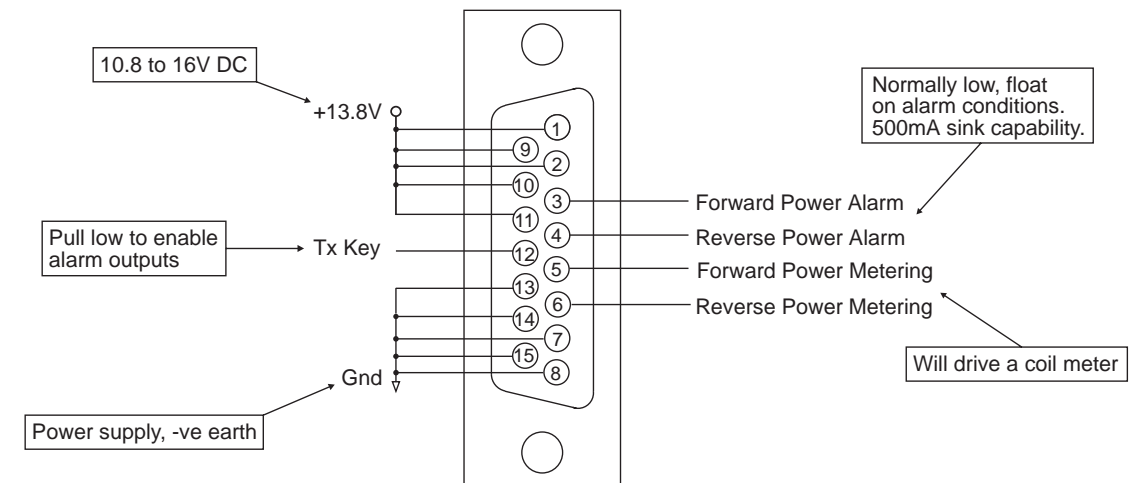 10.8 to 16V DC
+13.8V
Normally low, float
on alarm conditions.
500mA sink capability.
1
9
2
10
3
Forward Power Alarm
11
4
Reverse Power Alarm
Pull low to enable
alarm outputs
Tx Key
12
5
Forward Power Metering
13
6
Reverse Power Metering
14
7
15
8
Gnd
Will drive a coil meter
Power supply, -ve earth